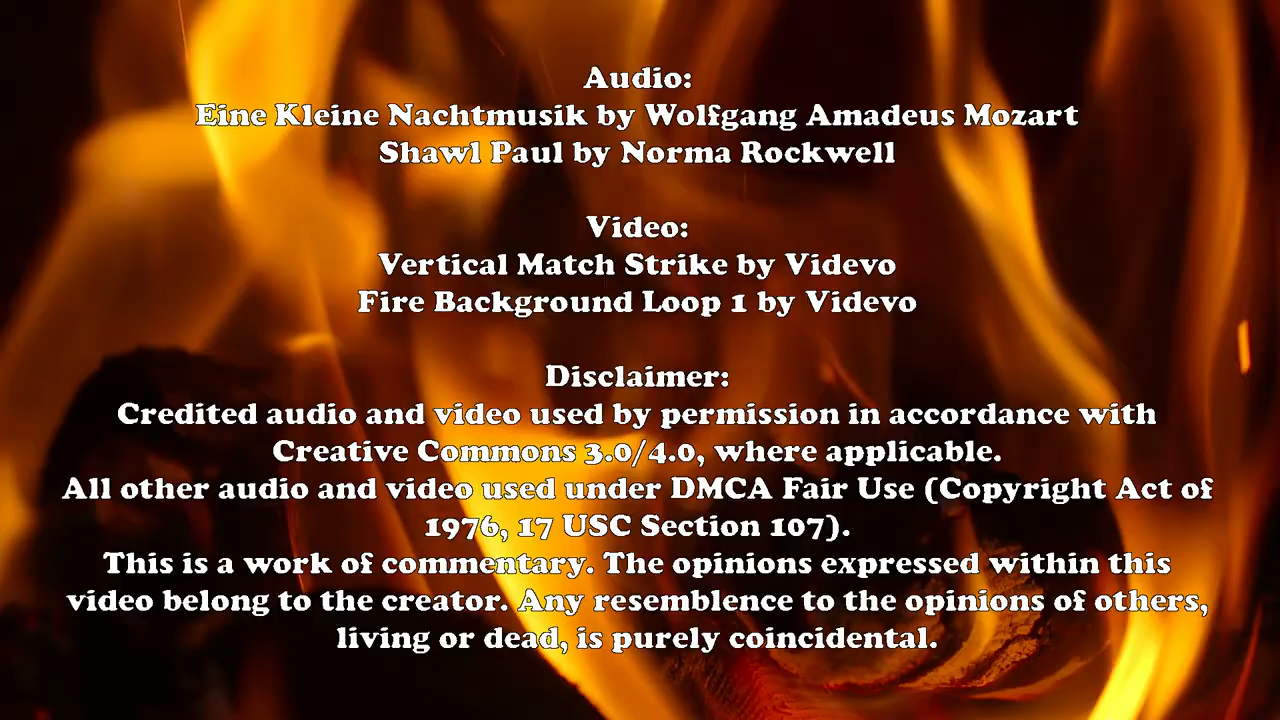 Audio:
Eine Kleine Nachtmusik by Wolfgang Amadeus Mozart
Shawl Paul by Norma Rockwell
Video:
Vertical Match Strike by Videvo
Fire Background Loop 1 by Videvo
Disclaimer:
Credited audio and video used by permission in accordance with
Creative Commons 3.0/4.0, where applicable.
All other audio and video used under DMCA Fair Use (Copyright Act of
1976, 17 USC Section 107).
This is a work of commentary. The opinions expressed within this
video belong to the creator. Any resemblence to the opinions of others,
living or dead, is purely coincidental.